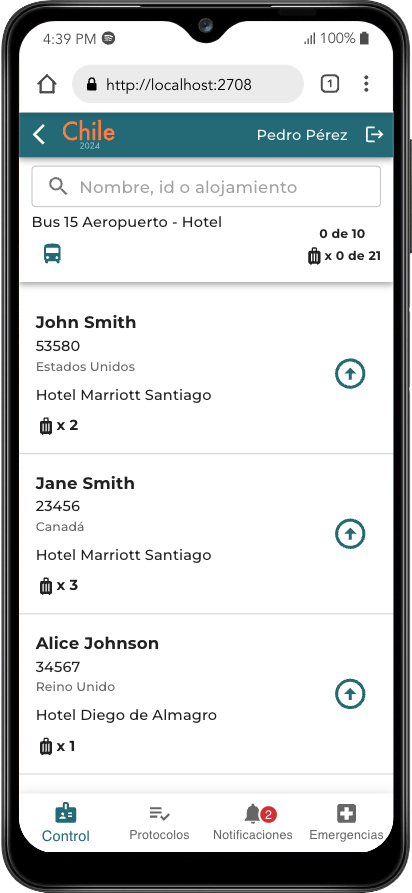 4:39 PM
100%
http://localhost:2708
1
Chile
2024
Pedro Pérez
Nombre, id o alojamiento
Bus 15 Aeropuerto - Hotel
0 de 10
x 0 de 21
John Smith
53580
Estados Unidos
Hotel Marriott Santiago
x 2
Jane Smith
23456
Canadá
Hotel Marriott Santiago
x 3
Alice Johnson
34567
Reino Unido
Hotel Diego de Almagro
x 1
2
Control
Protocolos
Notificaciones
Emergencias